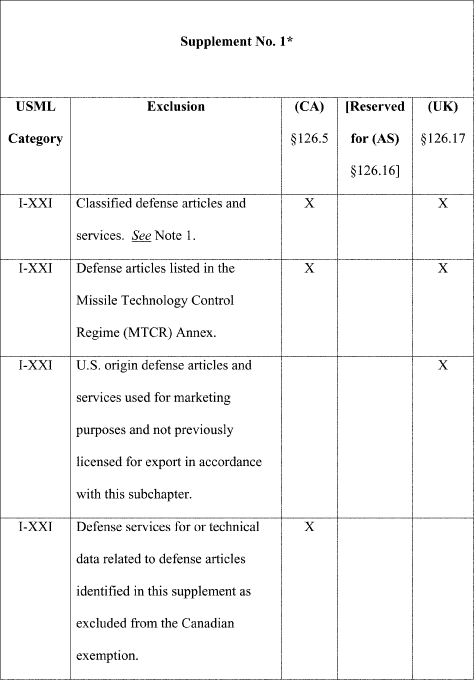 Supplement No. 1*
USML Category
Exclusion
(CA) §126.5
[Reserved for (AS) §126.16]
(UK) §126.17
I-XXI
Classified defense articles and
services. See Note 1.
X
X
I-XXI
Defense articles listed in the
Missile Technology Control
Regime (MTCR) Annex.
X
X
I-XXI
U.S. origin defense articles and
services used for marketing
purposes and not previously
licensed for export in accordance
with this subchapter.
X
I-XXI
Defense services for or technical
data related to defense articles
identified in this supplement as
excluded from the Canadian
exemption.
X